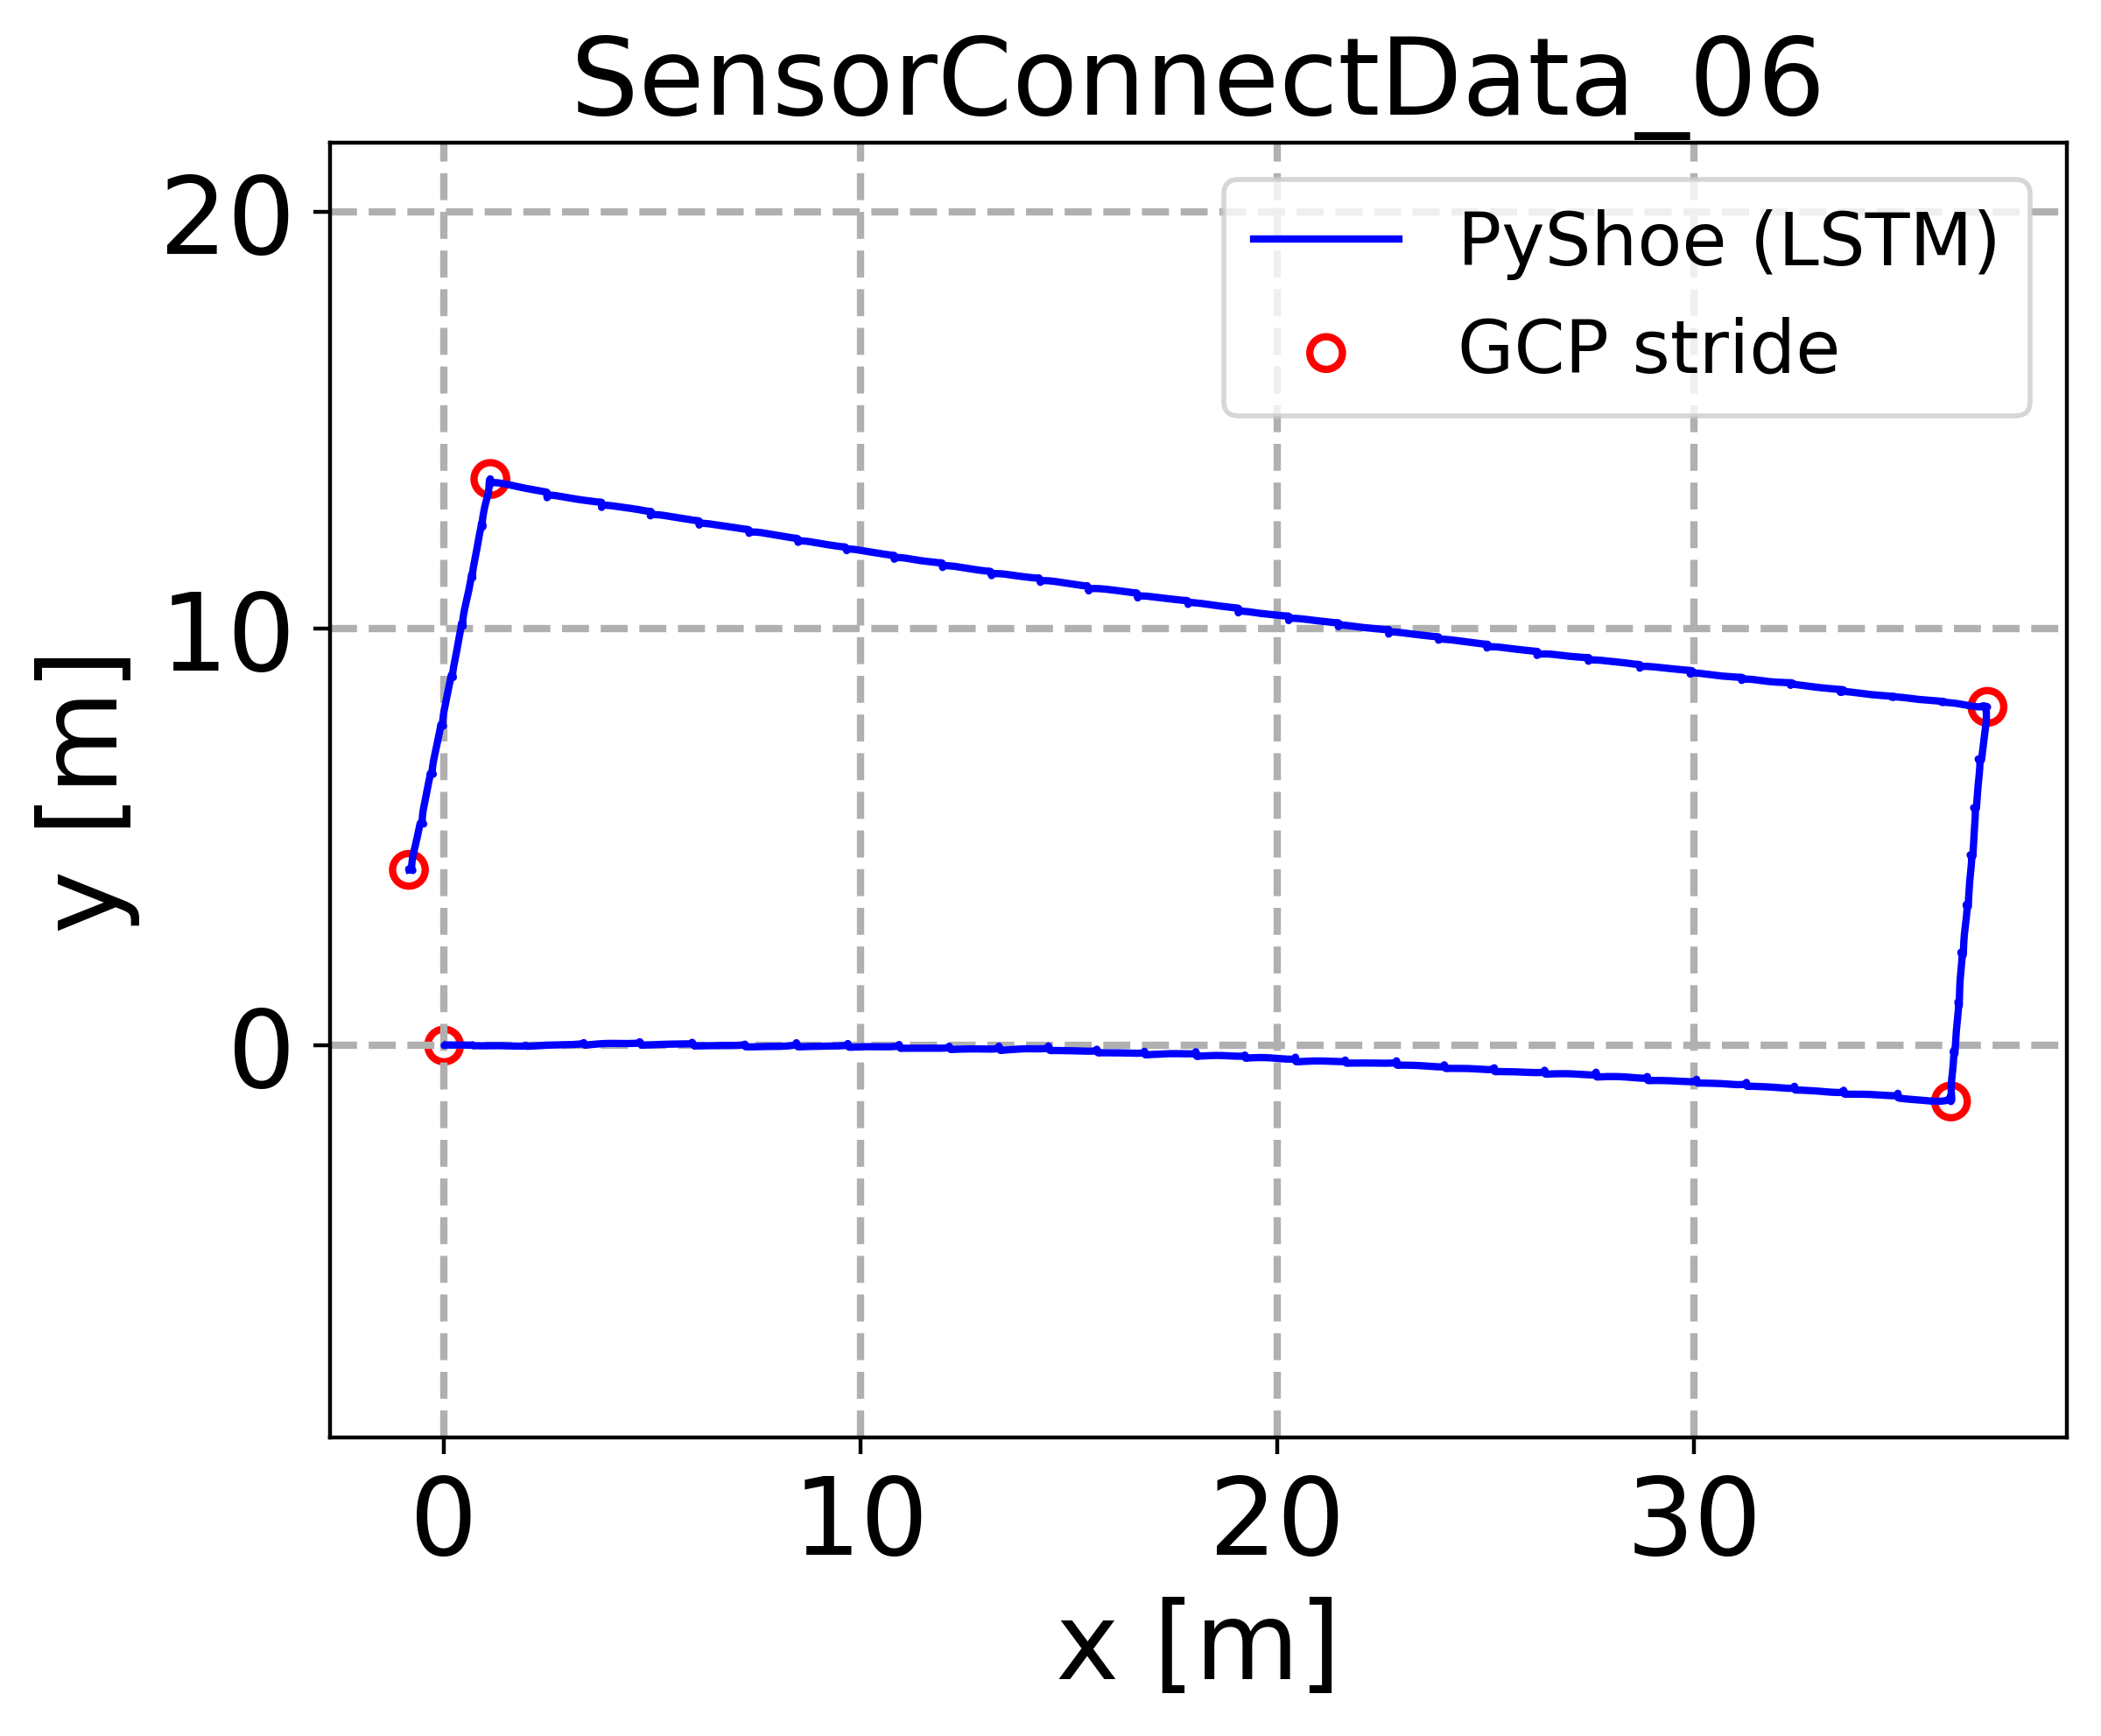 SensorConnectData_06
PyShoe (LSTM)
GCP stride
20
10
0
y [m]
0 10 20 30
x [m]